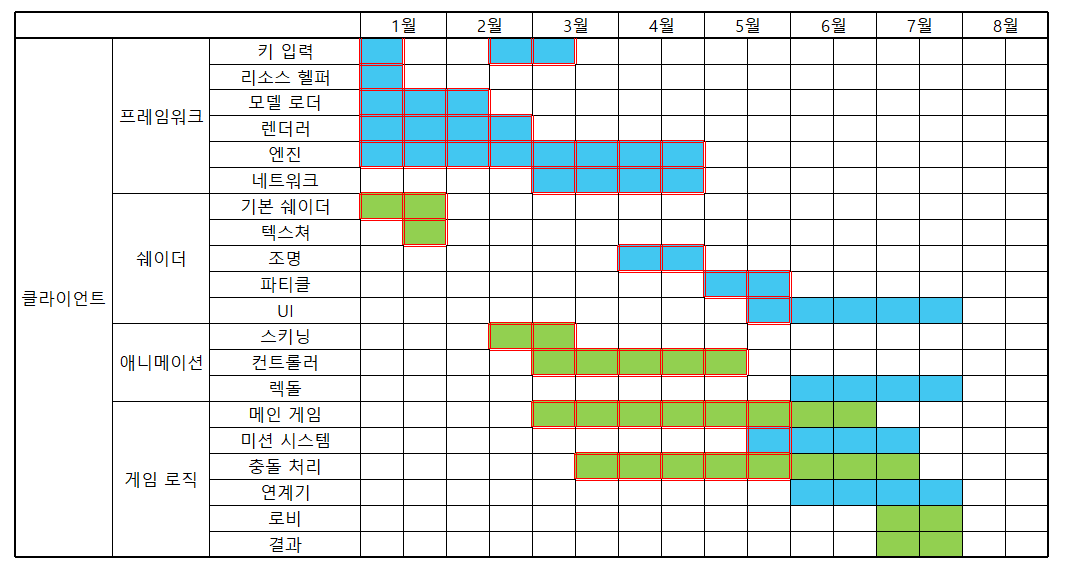 1월 2월 3월 4월 5월 6월 7월 8월
클라이언트
프레임워크
키 입력
리소스 헬퍼
모델 로더
렌더러
엔진
네트워크
쉐이더
기본 쉐이더
텍스쳐
조명
파티클
UI
애니메이션
스키닝
컨트롤러
렉돌
게임 로직
메인 게임
미션 시스템
충돌 처리
연계기
로비
결과